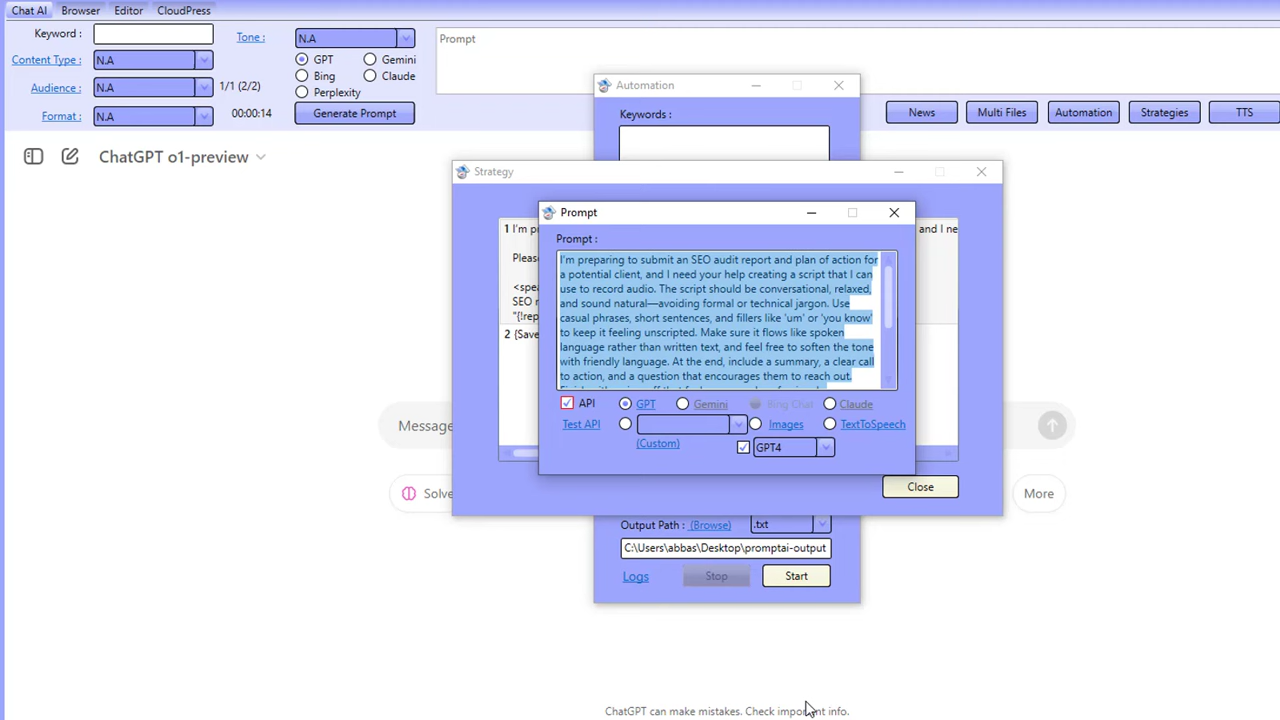 Chat AI Browser Editor CloudPress
Keyword :
Tone : N.A
Prompt
Content Type : N.A
GPT Gemini
Bing Claude
Audience : N.A 1/1 (2/2)
Perplexity
Format : N.A 00:00:14 Generate Prompt
News Multi Files Automation Strategies TTS
Automation
Keywords :
ChatGPT o1-preview
Strategy
1 I'm pr
and I ne
Pleas
<spea
SEO r
"{!rep
2 {Save
Prompt
Prompt :
I'm preparing to submit an SEO audit report and plan of action for
a potential client, and I need your help creating a script that I can
use to record audio. The script should be conversational, relaxed,
and sound natural—avoiding formal or technical jargon. Use
casual phrases, short sentences, and fillers like 'um' or 'you know'
to keep it feeling unscripted. Make sure it flows like spoken
language rather than written text, and feel free to soften the tone
with friendly language. At the end, include a summary, a clear call
to action, and a question that encourages them to reach out.
API GPT Gemini Bing Chat Claude
Test API Images TextToSpeech
(Custom) GPT4
Message
Close
Solve
More
Output Path : (Browse) .txt
C:\Users\abbas\Desktop\promptai-output
Logs Stop Start
ChatGPT can make mistakes. Check important info.